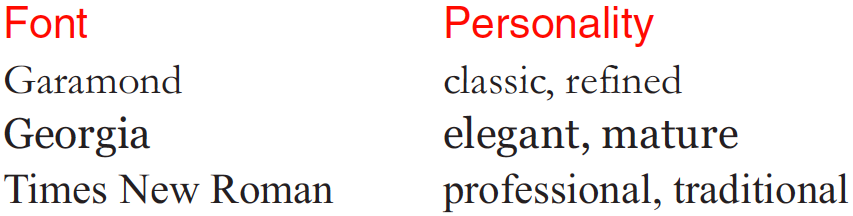 Font Personality
Garamond classic, refined
Georgia elegant, mature
Times New Roman professional, traditional